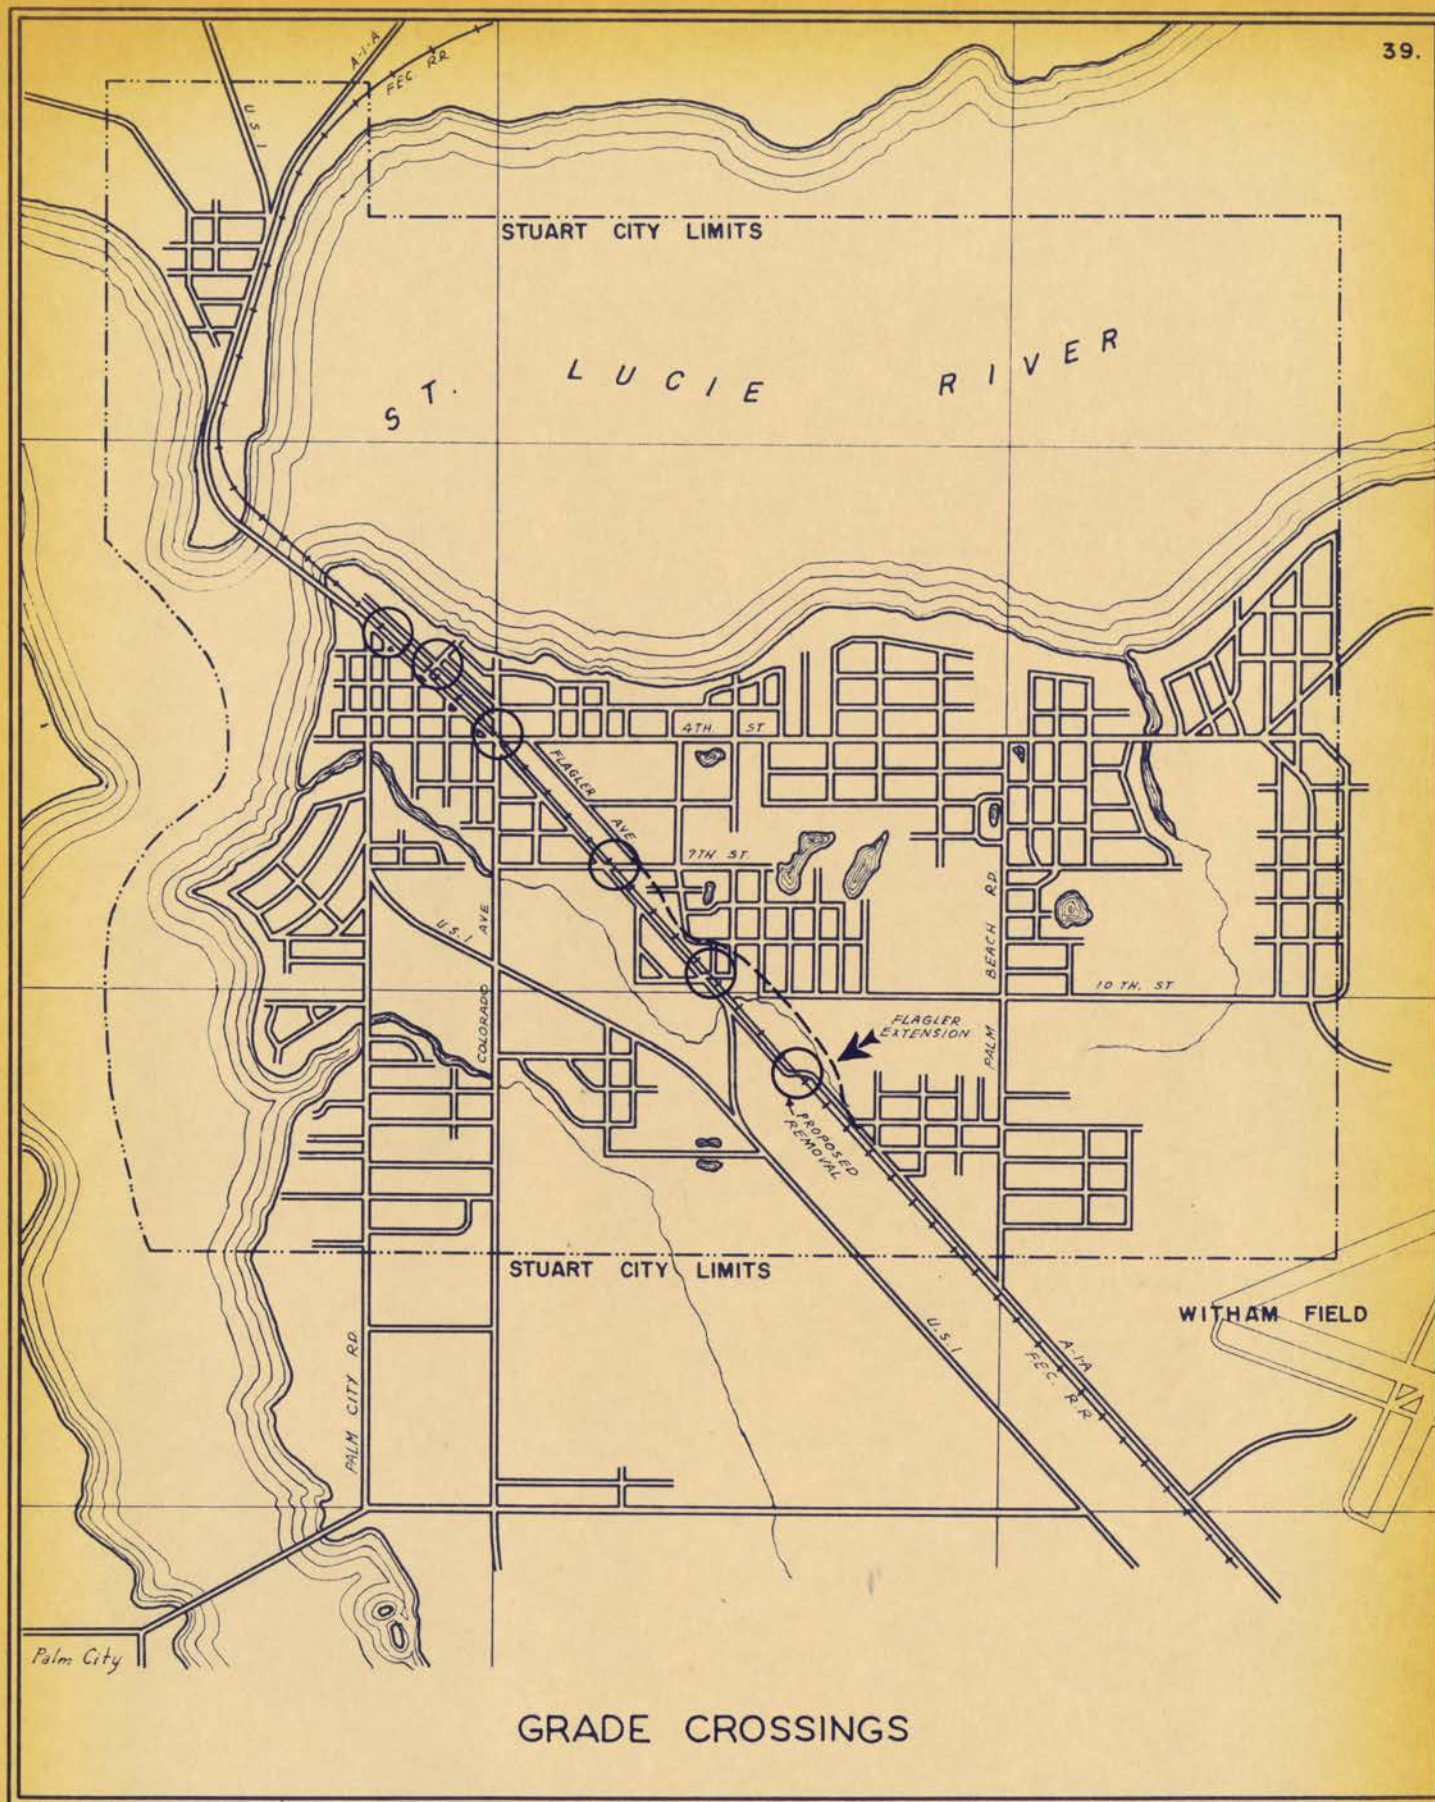 39.
A-1-A
FEC. RR
U S 1
STUART CITY LIMITS
ST. LUCIE RIVER
4TH ST
FLAGLER AVE
7TH ST.
U.S. 1
COLORADO AVE
PALM BEACH RD.
10 TH. ST
FLAGLER
EXTENSION
PROPOSED
REMOVAL
STUART CITY LIMITS
WITHAM FIELD
U.S. 1
A-1-A
FEC. R.R
PALM CITY RD
Palm City
GRADE CROSSINGS